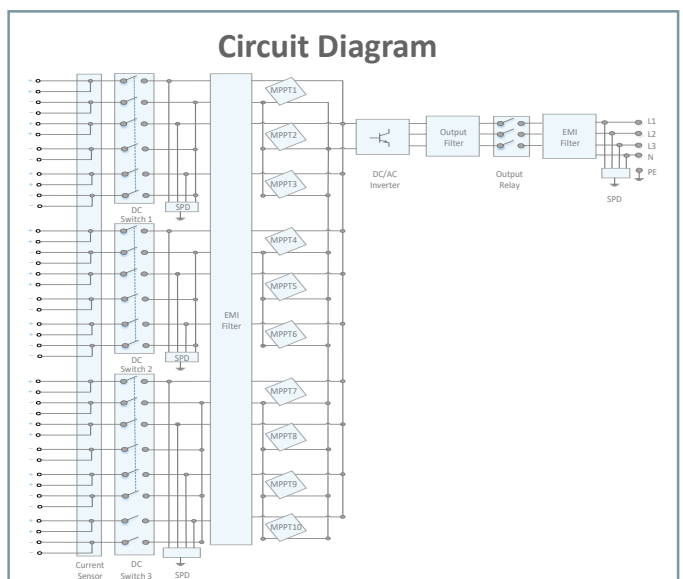 Circuit Diagram
MPPT1
MPPT2
MPPT3
DC
Switch 1
SPD
MPPT4
MPPT5
MPPT6
EMI
Filter
DC
Switch 2
SPD
MPPT7
MPPT8
MPPT9
MPPT10
Current
Sensor
DC
Switch 3
SPD
DC/AC
Inverter
Output
Filter
Output
Relay
EMI
Filter
L1
L2
L3
N
PE
SPD